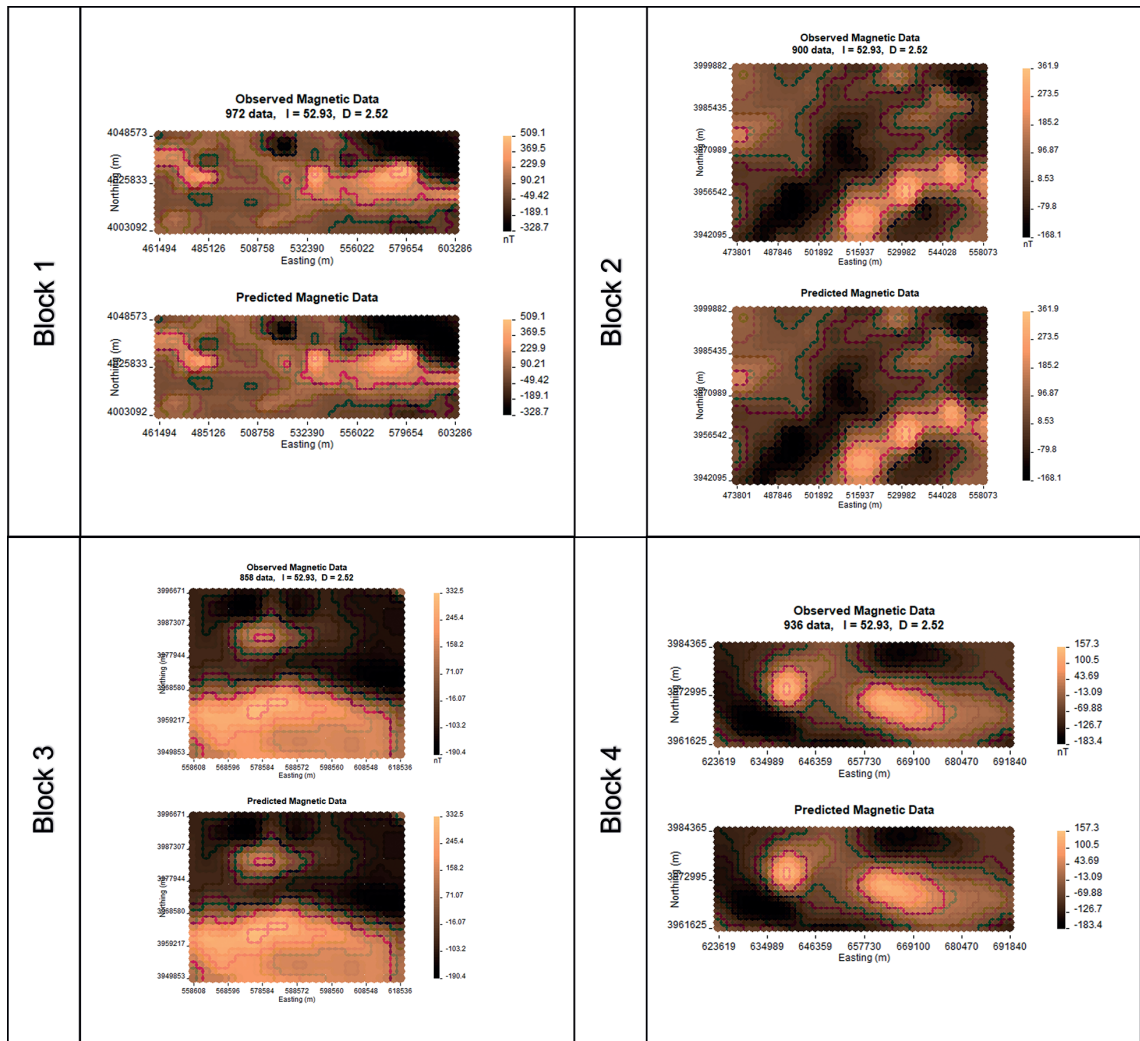 Block 1
Observed Magnetic Data
972 data, I = 52.93, D = 2.52
4048573
4025833
4003092
Northing (m)
461494 485126 508758 532390 556022 579654 603286
Easting (m)
509.1
369.5
229.9
90.21
-49.42
-189.1
-328.7
nT
Predicted Magnetic Data
4048573
4025833
4003092
Northing (m)
461494 485126 508758 532390 556022 579654 603286
Easting (m)
509.1
369.5
229.9
90.21
-49.42
-189.1
-328.7
Block 2
Observed Magnetic Data
900 data, I = 52.93, D = 2.52
3999882
3985435
3970989
3956542
3942095
Northing (m)
473801 487846 501892 515937 529982 544028 558073
Easting (m)
361.9
273.5
185.2
96.87
8.53
-79.8
-168.1
nT
Predicted Magnetic Data
3999882
3985435
3970989
3956542
3942095
Northing (m)
473801 487846 501892 515937 529982 544028 558073
Easting (m)
361.9
273.5
185.2
96.87
8.53
-79.8
-168.1
Block 3
Observed Magnetic Data
858 data, I = 52.93, D = 2.52
3996671
3987307
3977944
3968580
3959217
3949853
Northing (m)
558608 568596 578584 588572 598560 608548 618536
Easting (m)
332.5
245.4
158.2
71.07
-16.07
-103.2
-190.4
nT
Predicted Magnetic Data
3996671
3987307
3977944
3968580
3959217
3949853
Northing (m)
558608 568596 578584 588572 598560 608548 618536
Easting (m)
332.5
245.4
158.2
71.07
-16.07
-103.2
-190.4
Block 4
Observed Magnetic Data
936 data, I = 52.93, D = 2.52
3984365
3972995
3961625
Northing (m)
623619 634989 646359 657730 669100 680470 691840
Easting (m)
157.3
100.5
43.69
-13.09
-69.88
-126.7
-183.4
nT
Predicted Magnetic Data
3984365
3972995
3961625
Northing (m)
623619 634989 646359 657730 669100 680470 691840
Easting (m)
157.3
100.5
43.69
-13.09
-69.88
-126.7
-183.4